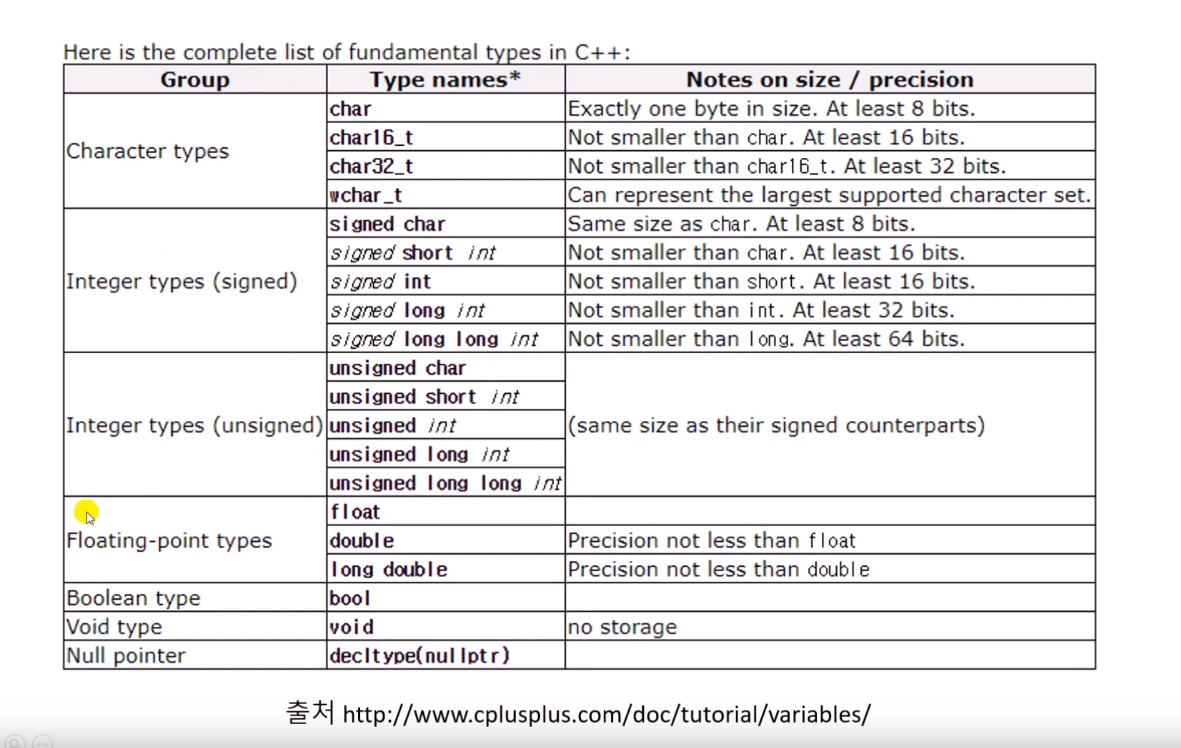 Here is the complete list of fundamental types in C++:
Group Type names* Notes on size / precision
Character types
char Exactly one byte in size. At least 8 bits.
char16_t Not smaller than char. At least 16 bits.
char32_t Not smaller than char16_t. At least 32 bits.
wchar_t Can represent the largest supported character set.
Integer types (signed)
signed char Same size as char. At least 8 bits.
signed short int Not smaller than char. At least 16 bits.
signed int Not smaller than short. At least 16 bits.
signed long int Not smaller than int. At least 32 bits.
signed long long int Not smaller than long. At least 64 bits.
Integer types (unsigned)
unsigned char
unsigned short int
unsigned int
unsigned long int
unsigned long long int
(same size as their signed counterparts)
Floating-point types
float
double Precision not less than float
long double Precision not less than double
Boolean type bool
Void type void no storage
Null pointer decltype(nullptr)
출처 http://www.cplusplus.com/doc/tutorial/variables/